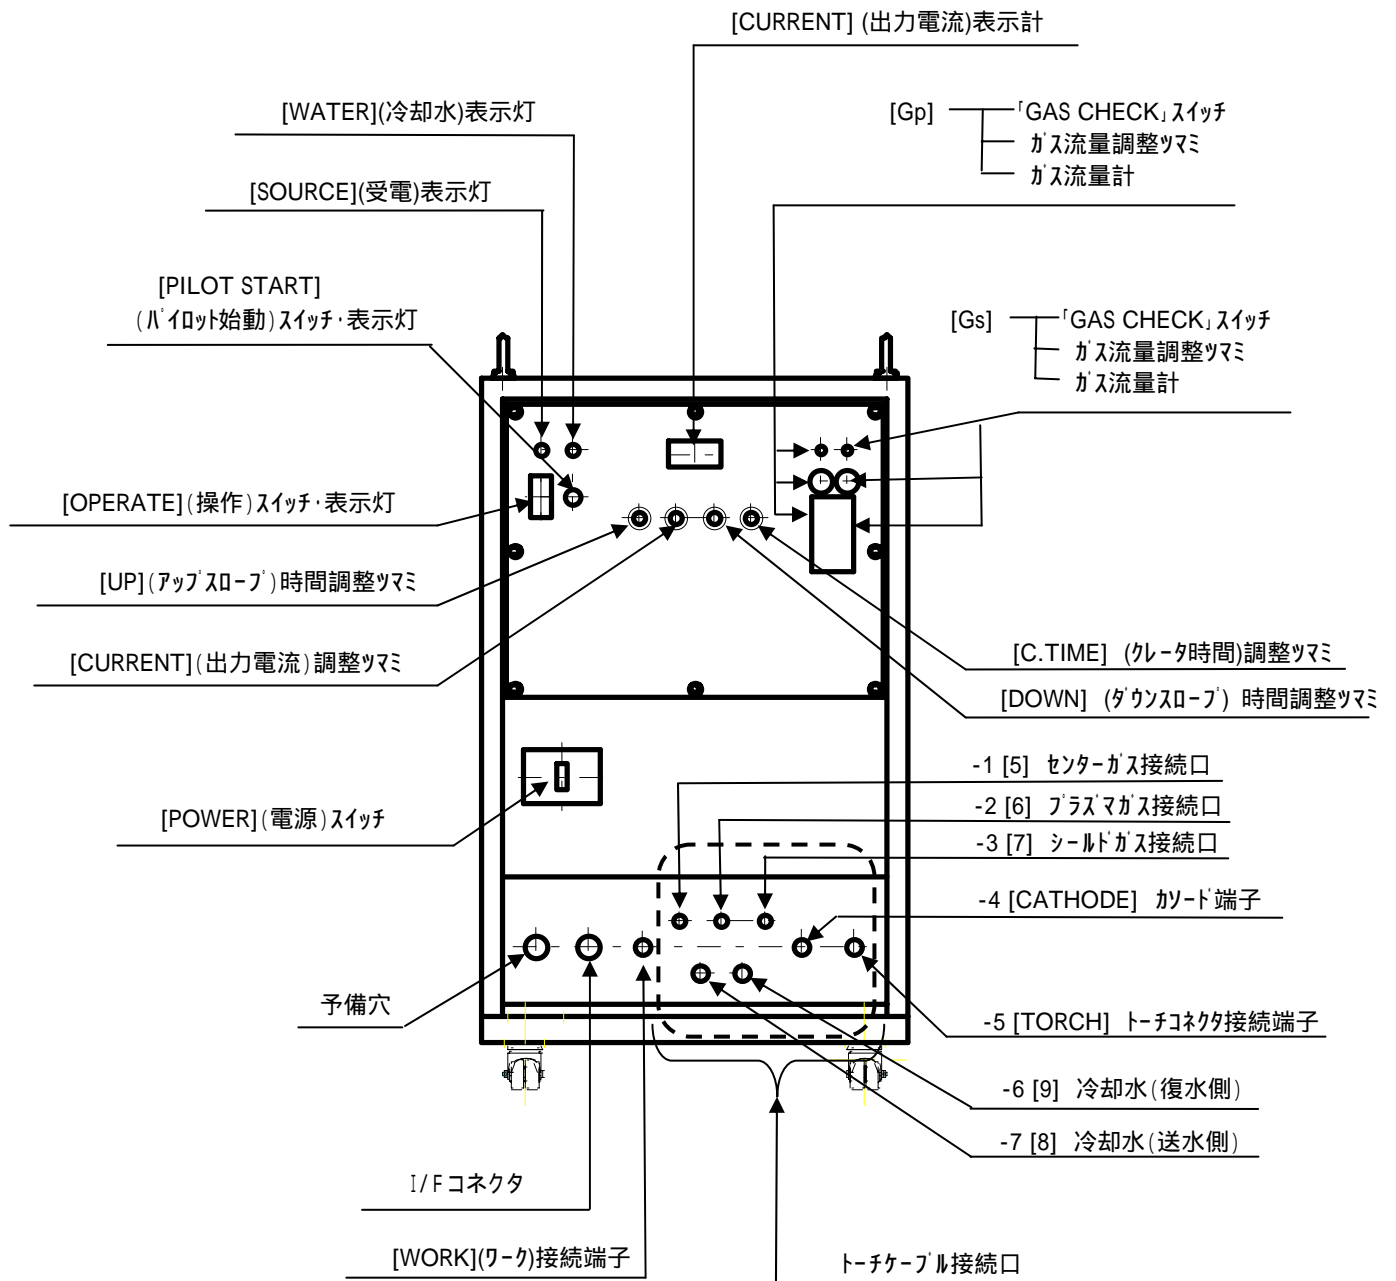 [CURRENT] (出力電流)表示計
[WATER](冷却水)表示灯
[Gp]
「GAS CHECK」スイッチ
ガス流量調整ツマミ
ガス流量計
[SOURCE](受電)表示灯
[PILOT START]
(パイロット始動)スイッチ・表示灯
[Gs]
「GAS CHECK」スイッチ
ガス流量調整ツマミ
ガス流量計
[OPERATE](操作)スイッチ・表示灯
[UP](アップスロープ)時間調整ツマミ
[CURRENT](出力電流)調整ツマミ
[C.TIME] (クレータ時間)調整ツマミ
[DOWN] (ダウンスロープ) 時間調整ツマミ
-1 [5] センターガス接続口
-2 [6] プラズマガス接続口
-3 [7] シールドガス接続口
[POWER](電源)スイッチ
-4 [CATHODE] カソード端子
予備穴
-5 [TORCH] トーチコネクタ接続端子
-6 [9] 冷却水(復水側)
-7 [8] 冷却水(送水側)
I/Fコネクタ
[WORK](ワーク)接続端子
トーチケーブル接続口